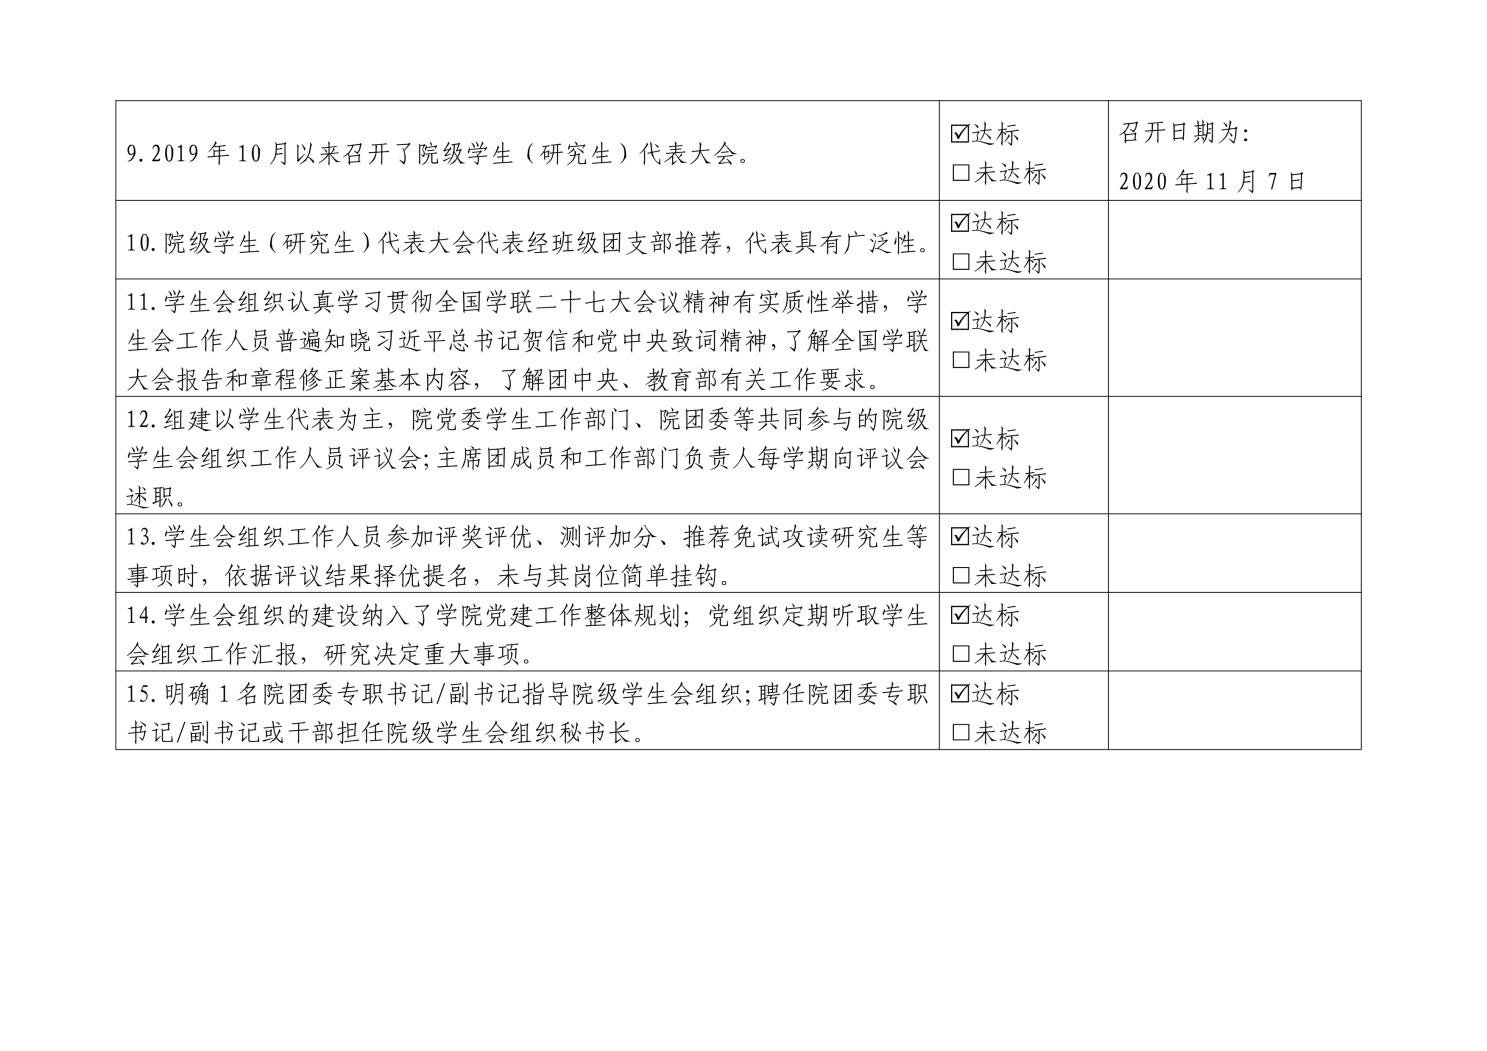 9.2019 年 10 月以来召开了院级学生（研究生）代表大会。
☑达标
□未达标
召开日期为:
2020 年 11 月 7 日
10.院级学生（研究生）代表大会代表经班级团支部推荐，代表具有广泛性。
☑达标
□未达标
11.学生会组织认真学习贯彻全国学联二十七大会议精神有实质性举措，学
生会工作人员普遍知晓习近平总书记贺信和党中央致词精神，了解全国学联
大会报告和章程修正案基本内容，了解团中央、教育部有关工作要求。
☑达标
□未达标
12.组建以学生代表为主，院党委学生工作部门、院团委等共同参与的院级
学生会组织工作人员评议会;主席团成员和工作部门负责人每学期向评议会
述职。
☑达标
□未达标
13.学生会组织工作人员参加评奖评优、测评加分、推荐免试攻读研究生等
事项时，依据评议结果择优提名，未与其岗位简单挂钩。
☑达标
□未达标
14.学生会组织的建设纳入了学院党建工作整体规划；党组织定期听取学生
会组织工作汇报，研究决定重大事项。
☑达标
□未达标
15.明确 1 名院团委专职书记/副书记指导院级学生会组织;聘任院团委专职
书记/副书记或干部担任院级学生会组织秘书长。
☑达标
□未达标